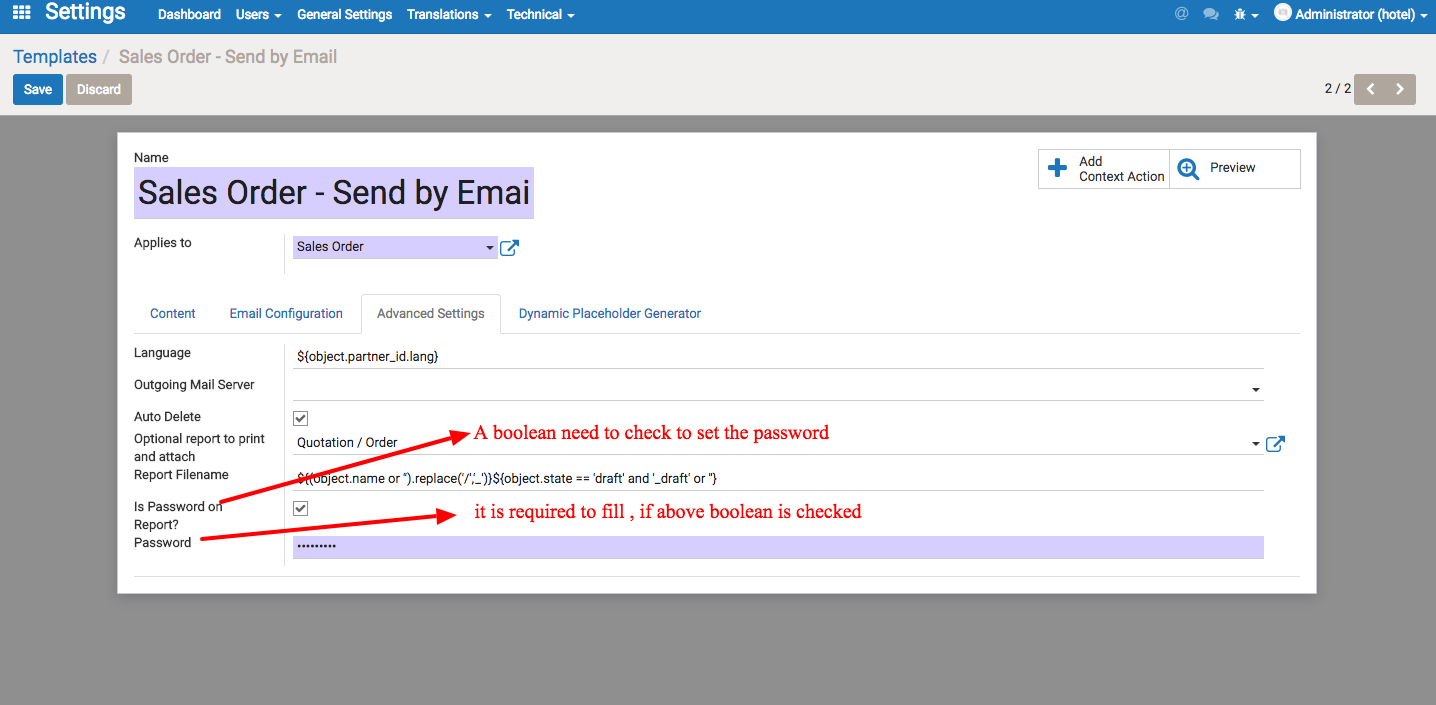 Settings Dashboard Users General Settings Translations Technical @ Administrator (hotel)
Templates / Sales Order - Send by Email
Save Discard 2 / 2
Name
Sales Order - Send by Emai
Add
Context Action
Preview
Applies to Sales Order
Content Email Configuration Advanced Settings Dynamic Placeholder Generator
Language ${object.partner_id.lang}
Outgoing Mail Server
Auto Delete
A boolean need to check to set the password
Optional report to print
and attach
Quotation / Order
Report Filename ${(object.name or '').replace('/','_')}${object.state == 'draft' and '_draft' or ''}
Is Password on
Report?
it is required to fill , if above boolean is checked
Password •••••••••